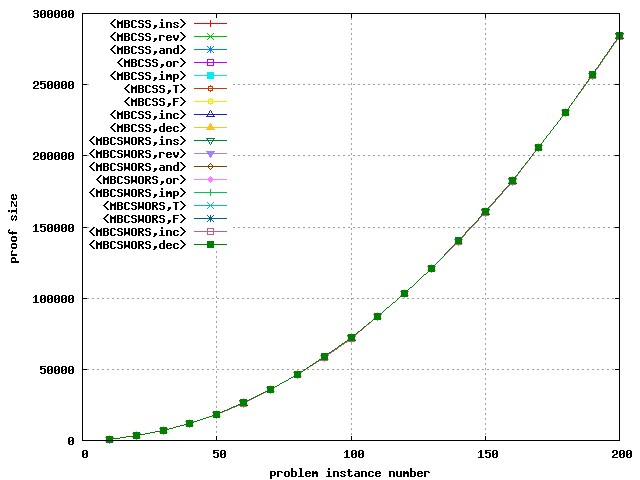 300000
250000
200000
150000
100000
50000
0
proof size
<MBCSS,ins>
<MBCSS,rev>
<MBCSS,and>
<MBCSS,or>
<MBCSS,imp>
<MBCSS,T>
<MBCSS,F>
<MBCSS,inc>
<MBCSS,dec>
<MBCSWORS,ins>
<MBCSWORS,rev>
<MBCSWORS,and>
<MBCSWORS,or>
<MBCSWORS,imp>
<MBCSWORS,T>
<MBCSWORS,F>
<MBCSWORS,inc>
<MBCSWORS,dec>
0 50 100 150 200
problem instance number